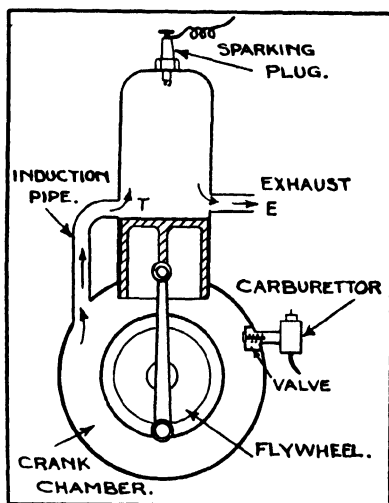 SPARKING
PLUG.
INDUCTION
PIPE.
T
EXHAUST
E
CARBURETTOR
VALVE
FLYWHEEL.
CRANK
CHAMBER.